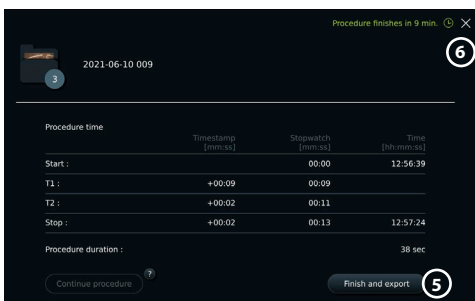 Procedure finishes in 9 min.
6
3
2021-06-10 009
Procedure time
Timestamp [mm:ss] Stopwatch [mm:ss] Time [hh:mm:ss]
Start : 00:00 12:56:39
T1 : +00:09 00:09
T2 : +00:02 00:11
Stop : +00:02 00:13 12:57:24
Procedure duration : 38 sec
Continue procedure ?
Finish and export 5